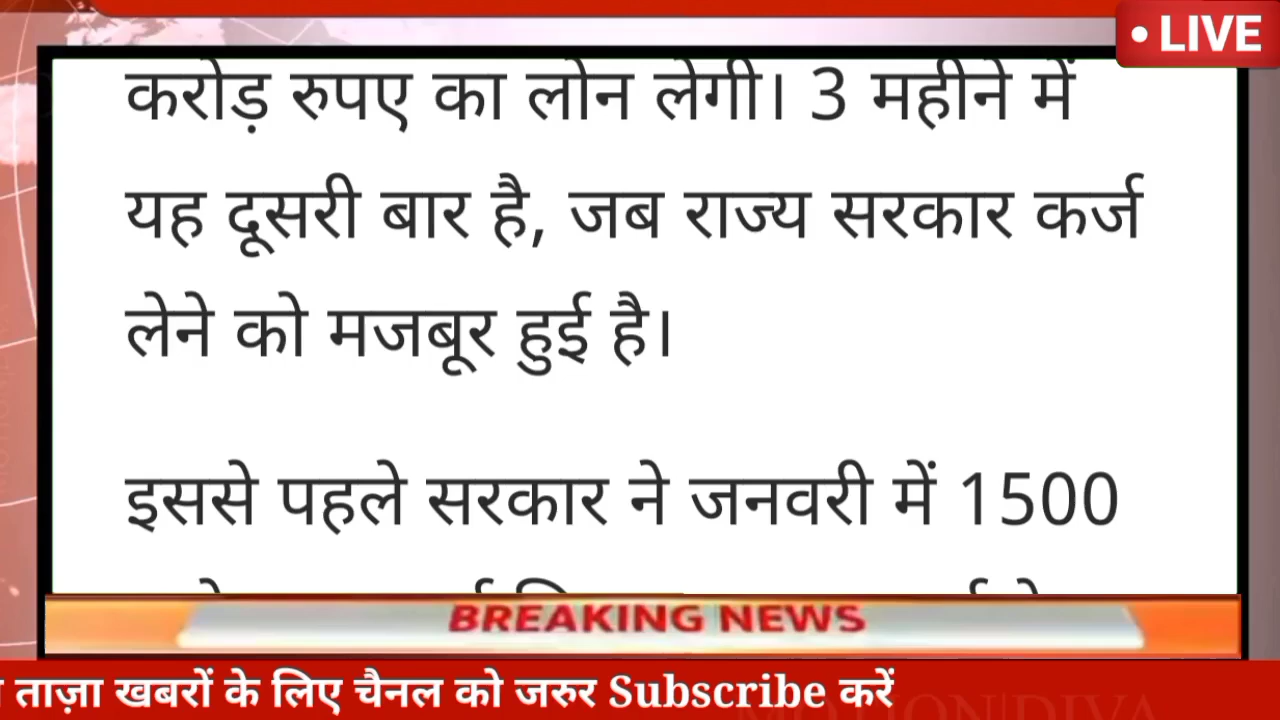 • LIVE
करोड़ रुपए का लोन लेगी। 3 महीने में
यह दूसरी बार है, जब राज्य सरकार कर्ज
लेने को मजबूर हुई है।
इससे पहले सरकार ने जनवरी में 1500
BREAKING NEWS
ताज़ा खबरों के लिए चैनल को जरुर Subscribe करें